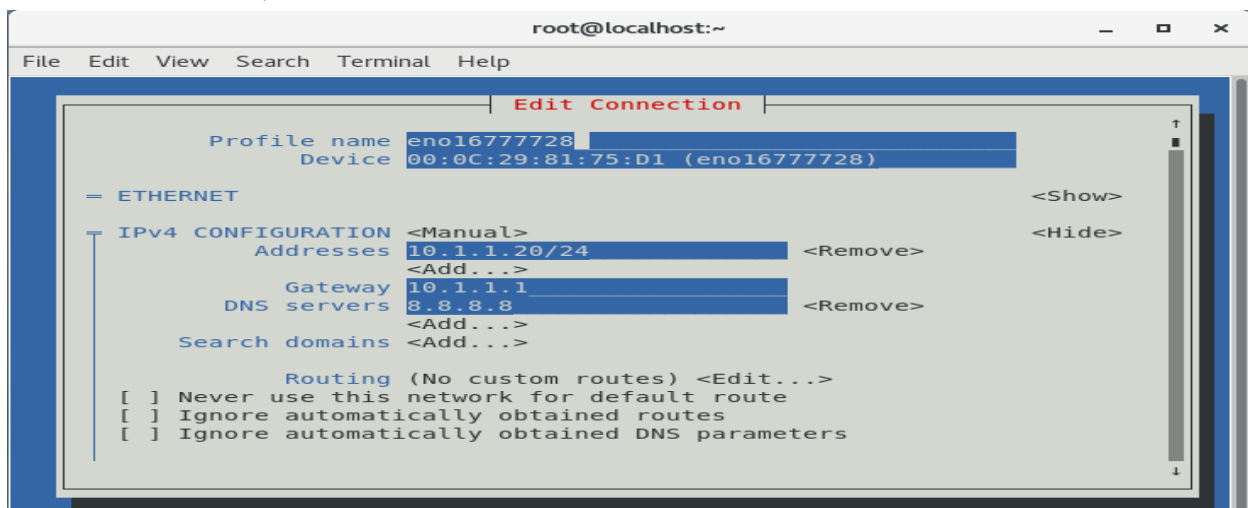 root@localhost:~
File Edit View Search Terminal Help
Edit Connection
Profile name eno16777728
Device 00:0C:29:81:75:D1 (eno16777728)
= ETHERNET <Show>
IPv4 CONFIGURATION <Manual> <Hide>
Addresses 10.1.1.20/24 <Remove>
<Add...>
Gateway 10.1.1.1
DNS servers 8.8.8.8 <Remove>
<Add...>
Search domains <Add...>
Routing (No custom routes) <Edit...>
[ ] Never use this network for default route
[ ] Ignore automatically obtained routes
[ ] Ignore automatically obtained DNS parameters